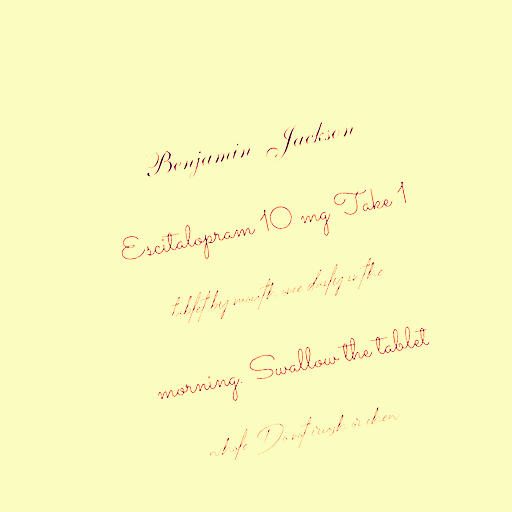 Benjamin Jackson
Escitalopram 10 mg Take 1
tablet by mouth one daily in the
morning. Swallow the tablet
whole Do not crush or chew